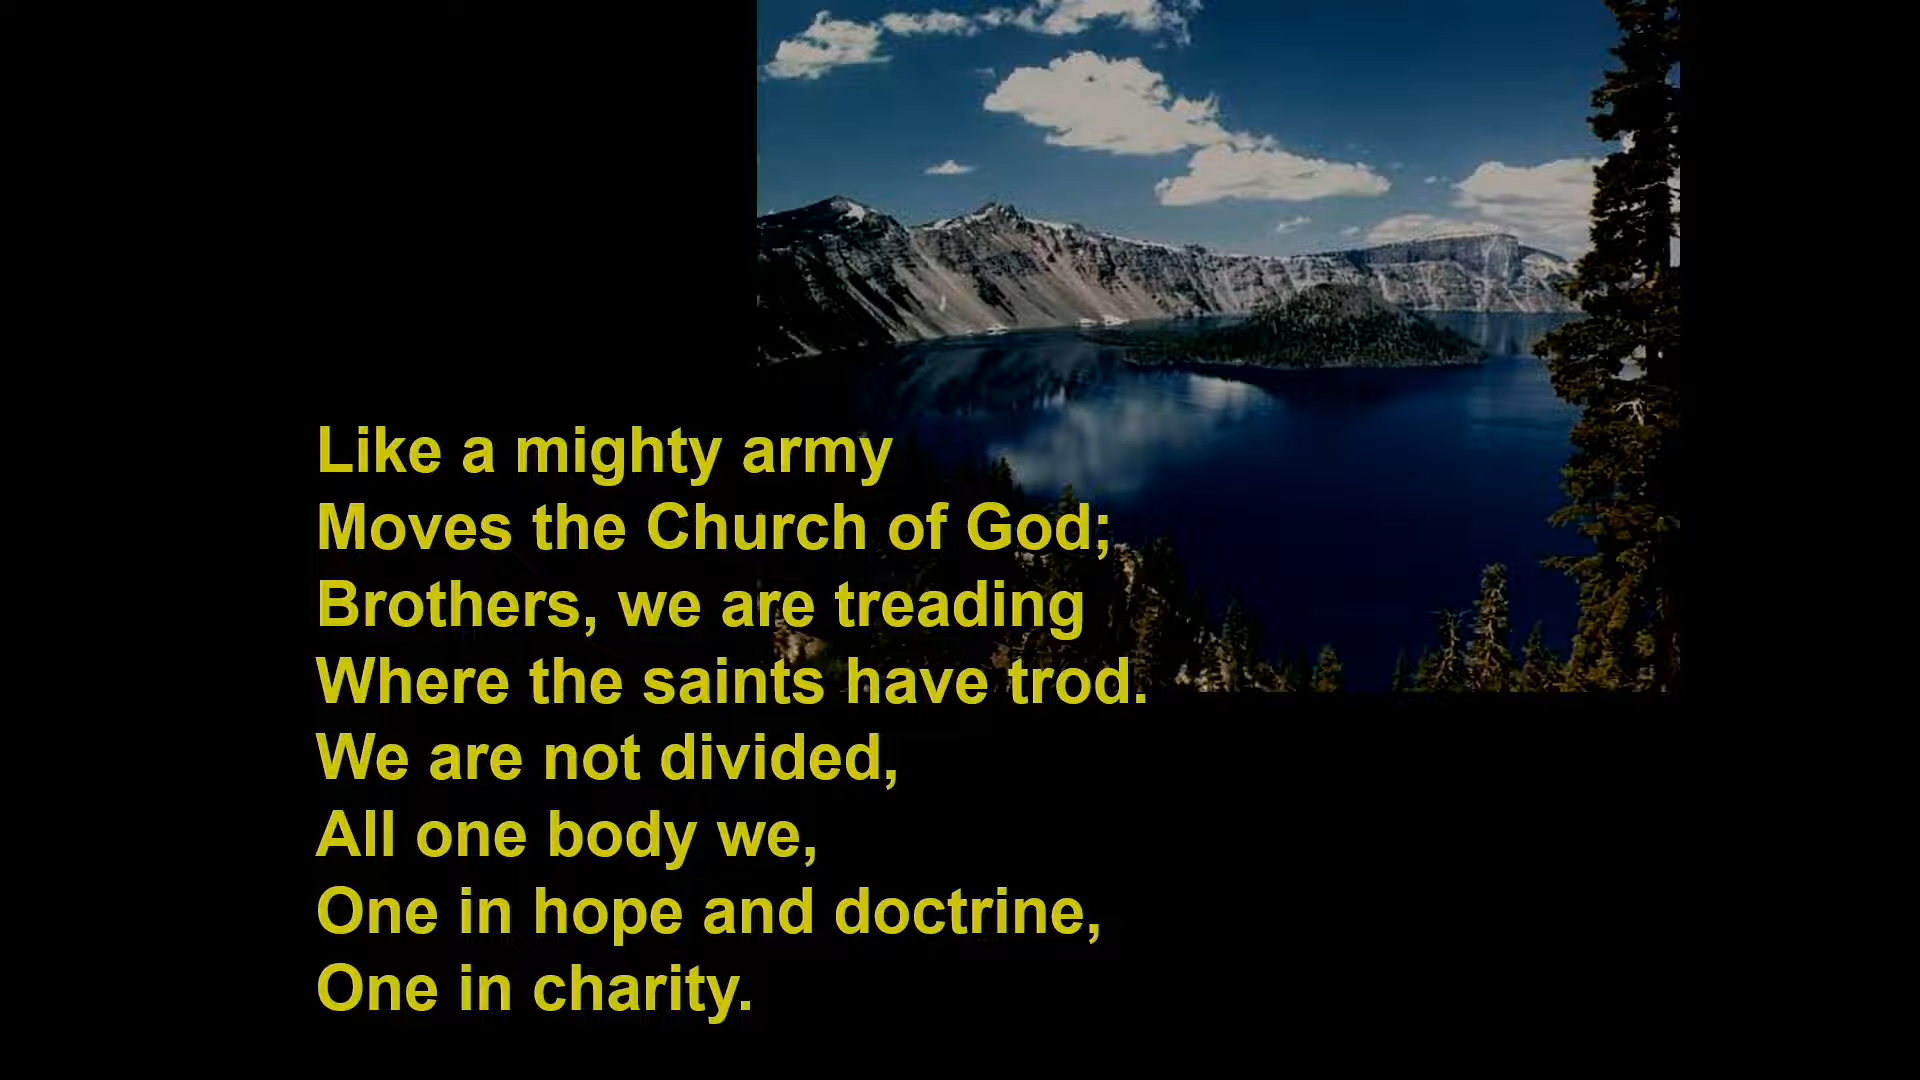 Like a mighty army
Moves the Church of God;
Brothers, we are treading
Where the saints have trod.
We are not divided,
All one body we,
One in hope and doctrine,
One in charity.